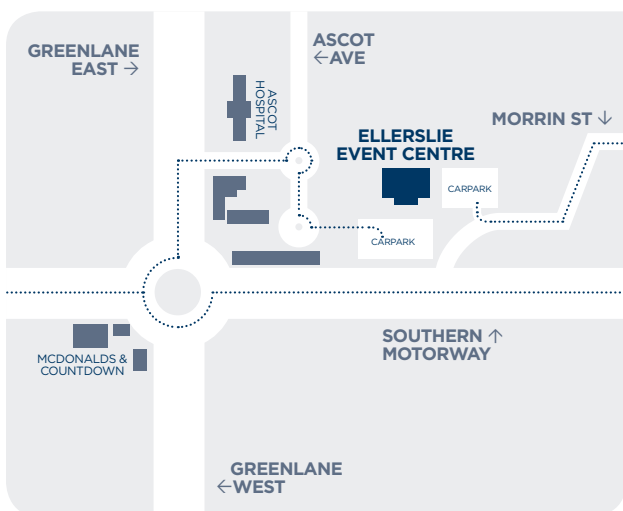 GREENLANE
EAST →
ASCOT
←AVE
ASCOT
HOSPITAL
MORRIN ST ↓
ELLERSLIE
EVENT CENTRE
CARPARK
CARPARK
SOUTHERN ↑
MOTORWAY
MCDONALDS &
COUNTDOWN
GREENLANE
←WEST